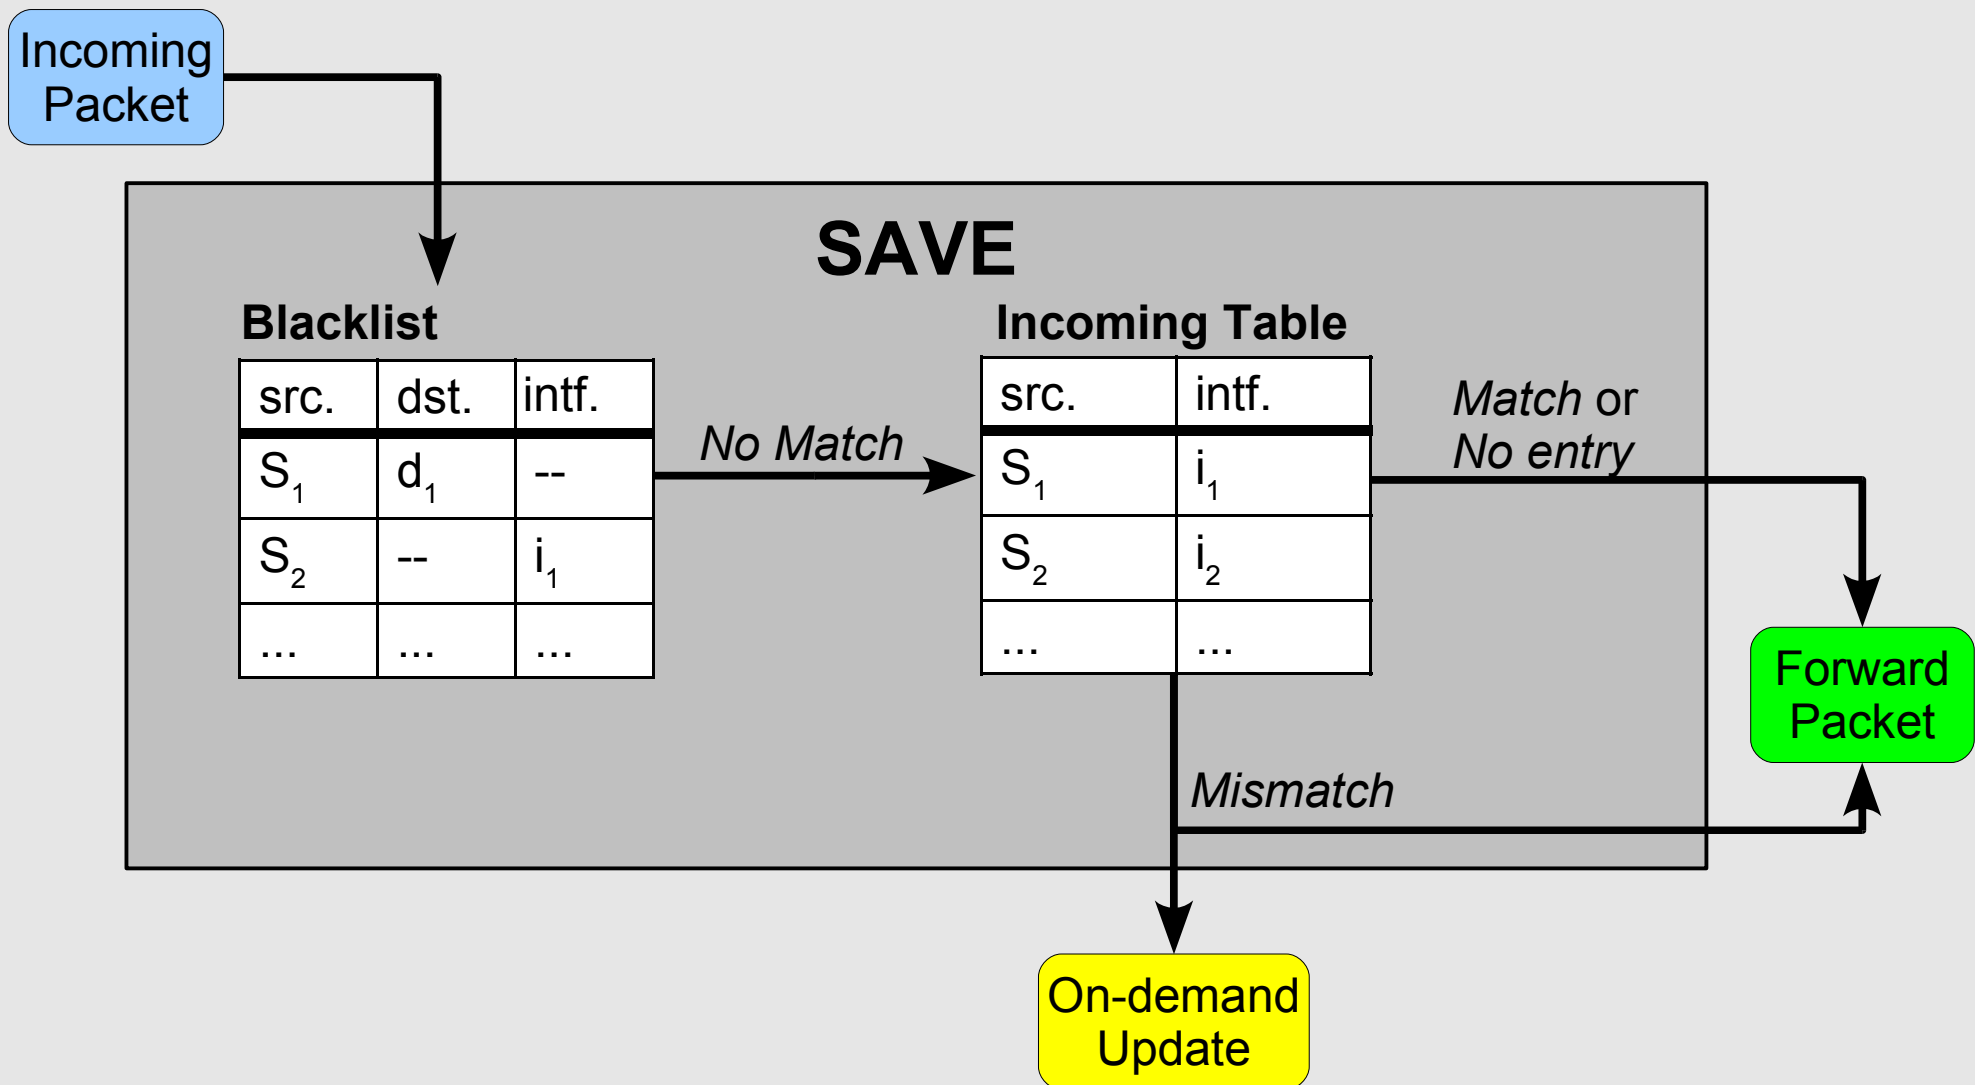 Incoming
Packet
SAVE
Blacklist
src. dst. intf.
S₁ d₁ --
S₂ -- i₁
... ... ...
No Match
Incoming Table
src. intf.
S₁ i₁
S₂ i₂
... ...
Match or
No entry
Mismatch
Forward
Packet
On-demand
Update